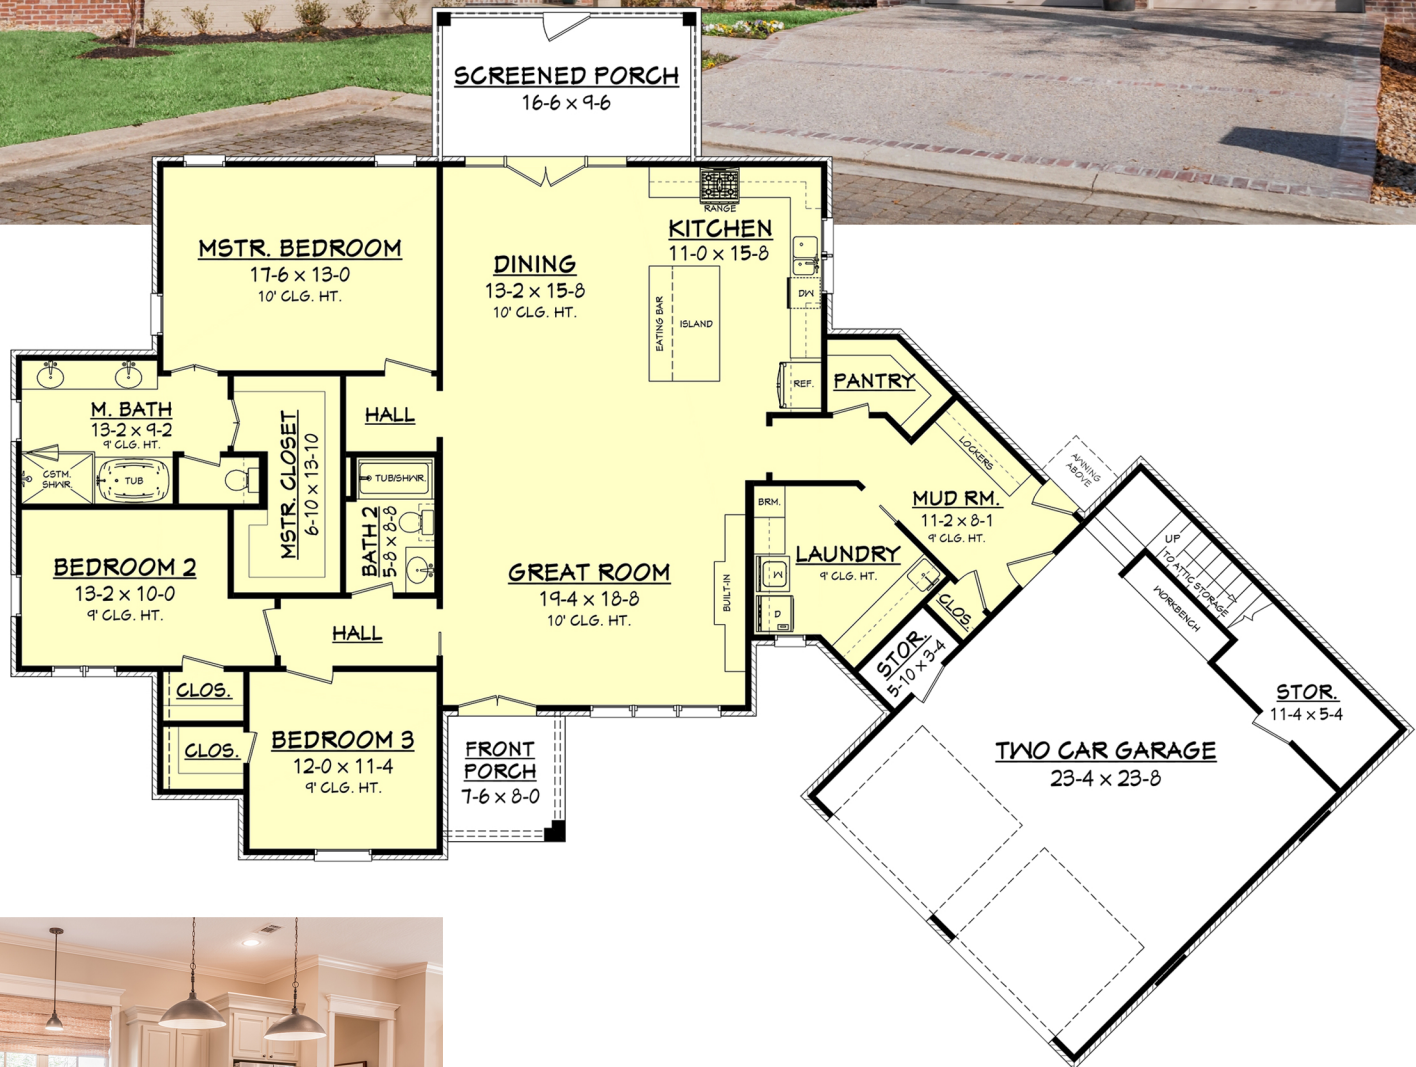 SCREENED PORCH
16-6 × 9-6
RANGE
KITCHEN
11-0 × 15-8
MSTR. BEDROOM
17-6 × 13-0
10' CLG. HT.
DINING
13-2 × 15-8
10' CLG. HT.
EATING BAR
ISLAND
DW
REF.
PANTRY
M. BATH
13-2 × 9-2
9' CLG. HT.
HALL
MSTR. CLOSET
6-10 × 13-10
CSTM.
SHWR.
TUB
TUB/SHWR.
BATH 2
5-8 × 8-8
LOCKERS
AWNING
ABOVE
MUD RM.
11-2 × 8-1
9' CLG. HT.
BRM.
LAUNDRY
9' CLG. HT.
W
D
UP
TO ATTIC STORAGE
WORKBENCH
BEDROOM 2
13-2 × 10-0
9' CLG. HT.
GREAT ROOM
19-4 × 18-8
10' CLG. HT.
BUILT-IN
CLOS.
HALL
STOR.
5-10 × 3-4
CLOS.
STOR.
11-4 × 5-4
CLOS.
BEDROOM 3
12-0 × 11-4
9' CLG. HT.
FRONT
PORCH
7-6 × 8-0
TWO CAR GARAGE
23-4 × 23-8